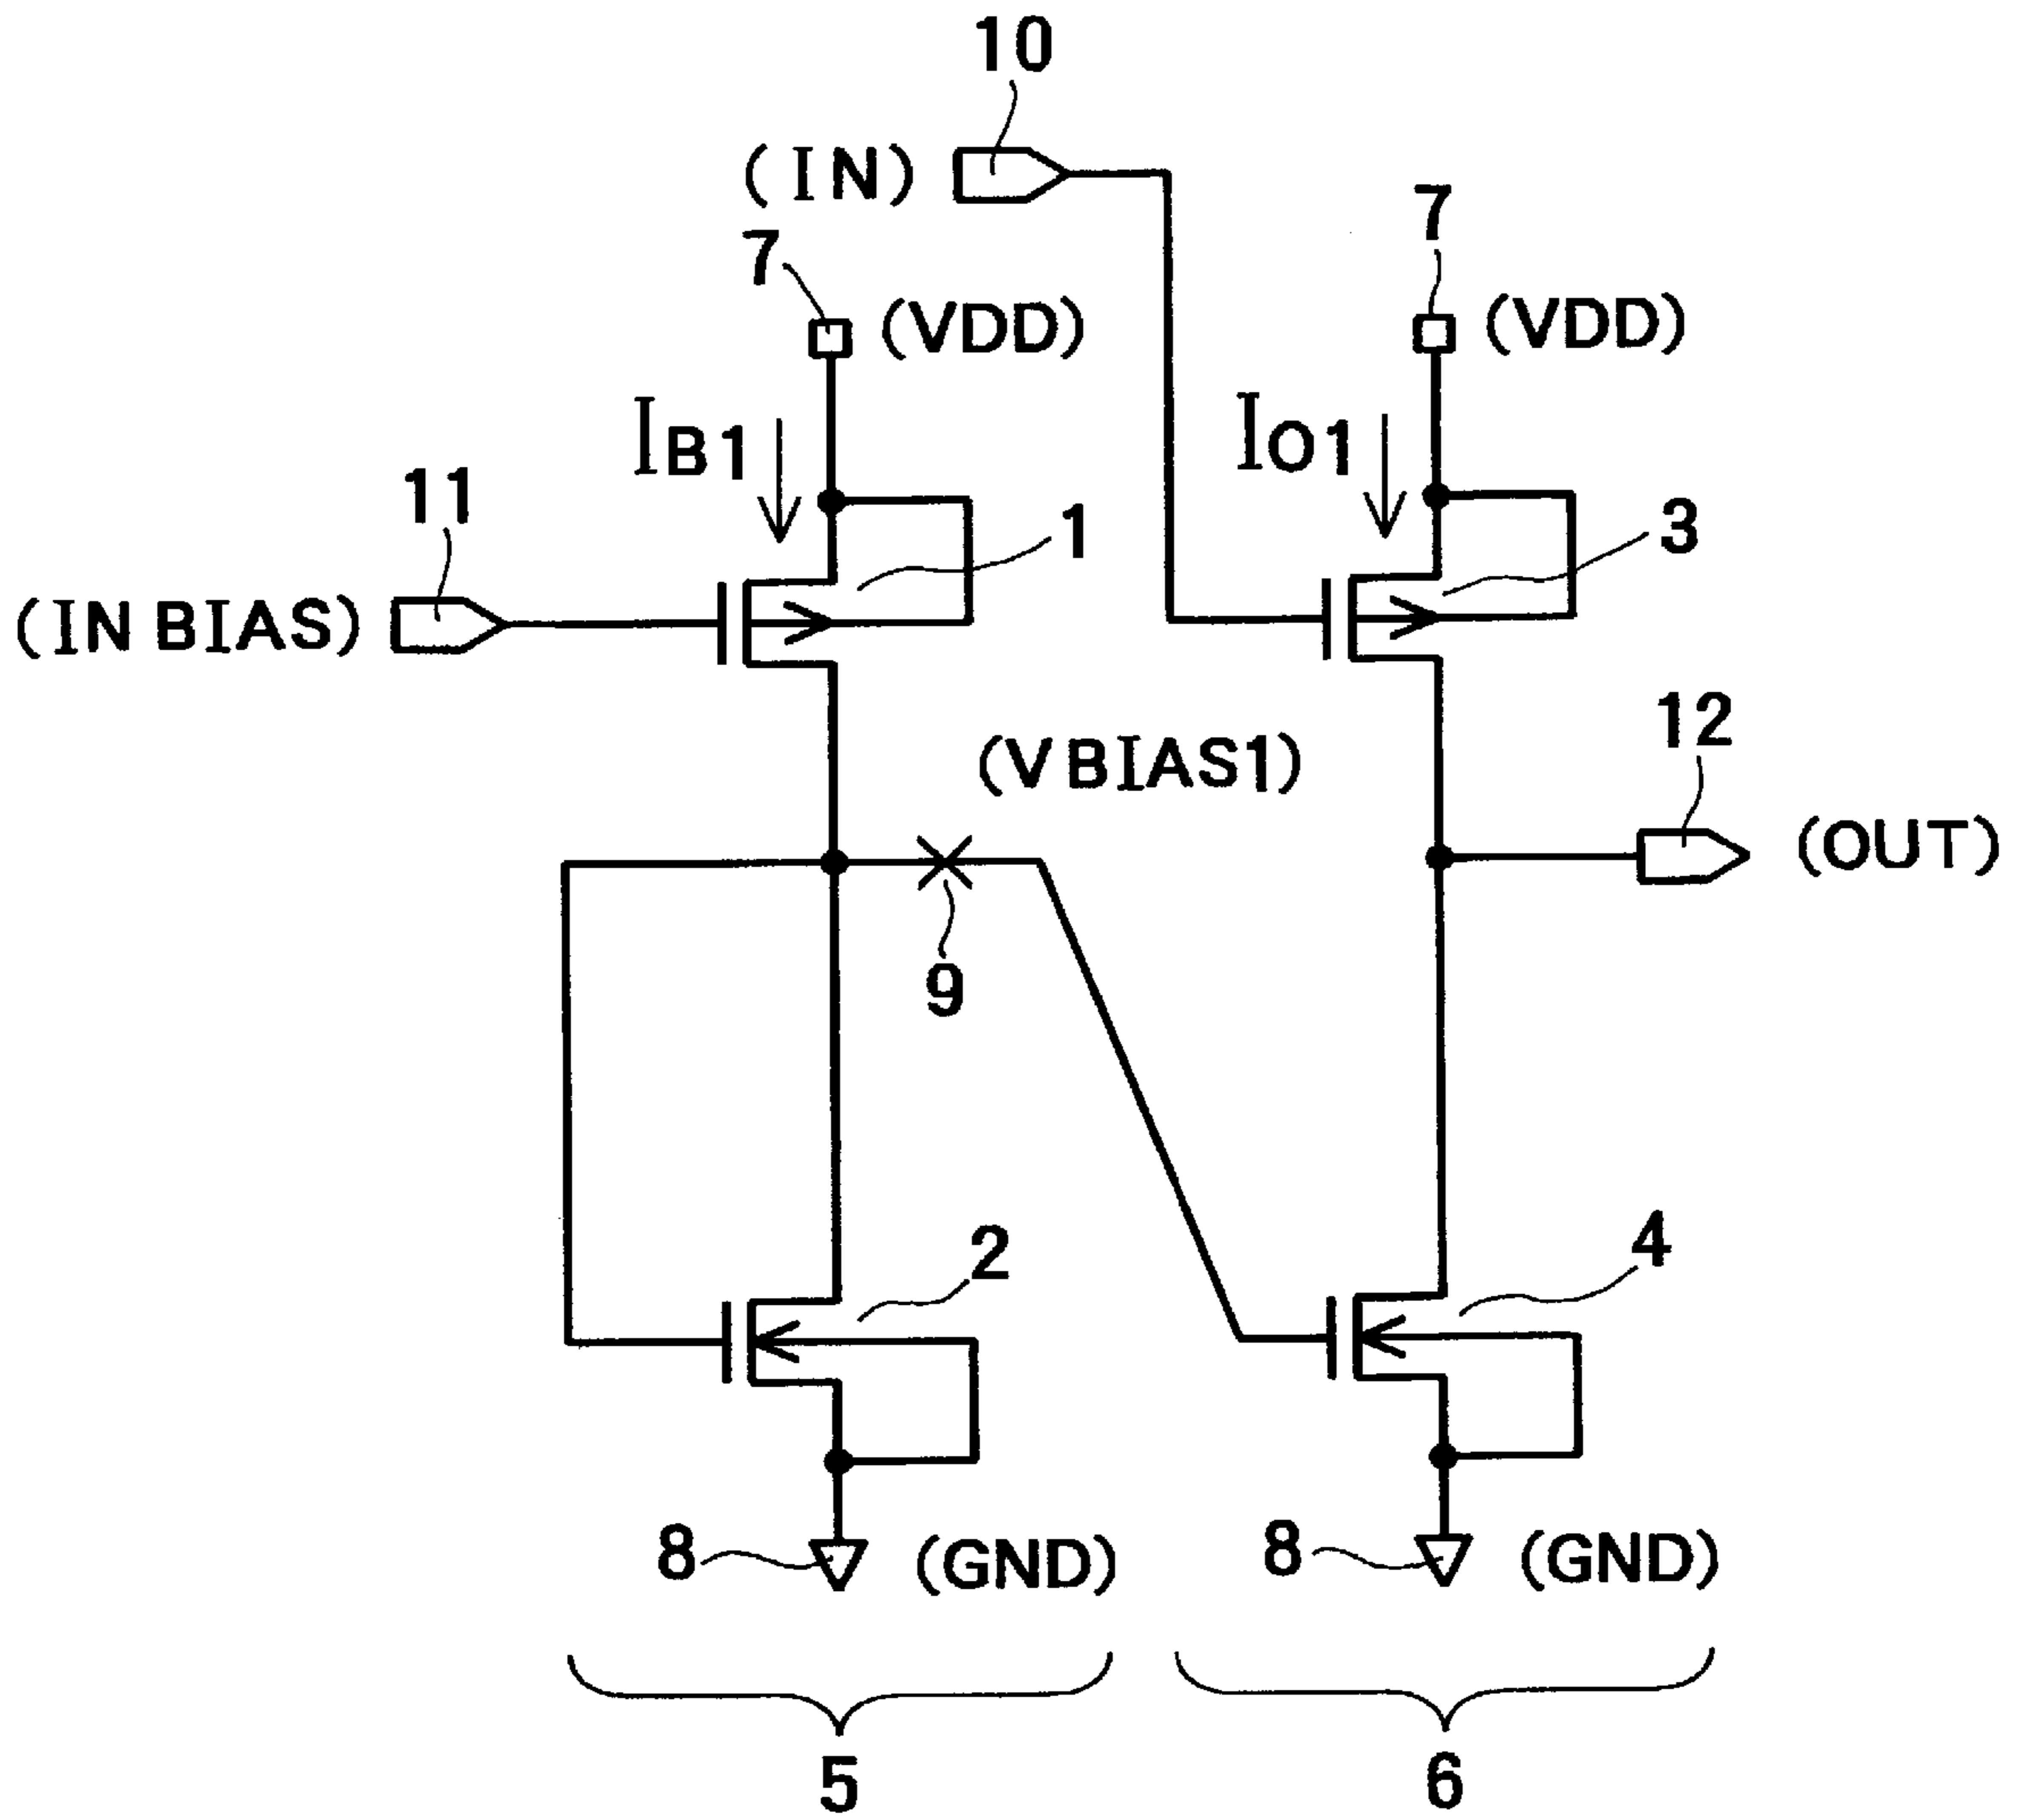 10
(IN)
7
7
(VDD)
(VDD)
IB1
IO1
11
1
3
(IN BIAS)
12
(VBIAS1)
(OUT)
9
2
4
8
(GND)
8
(GND)
5
6